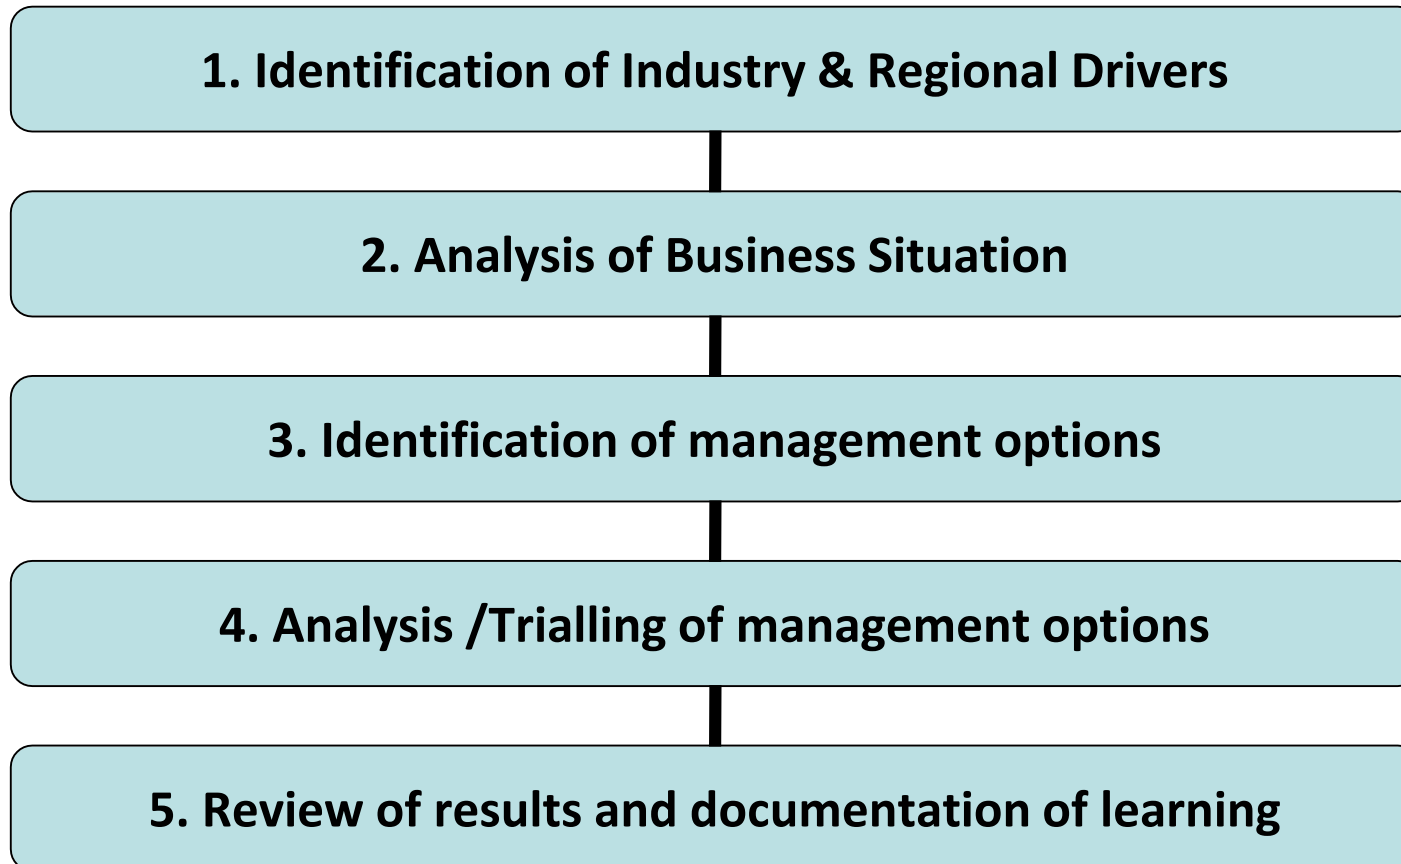 1. Identification of Industry & Regional Drivers
2. Analysis of Business Situation
3. Identification of management options
4. Analysis /Trialling of management options
5. Review of results and documentation of learning